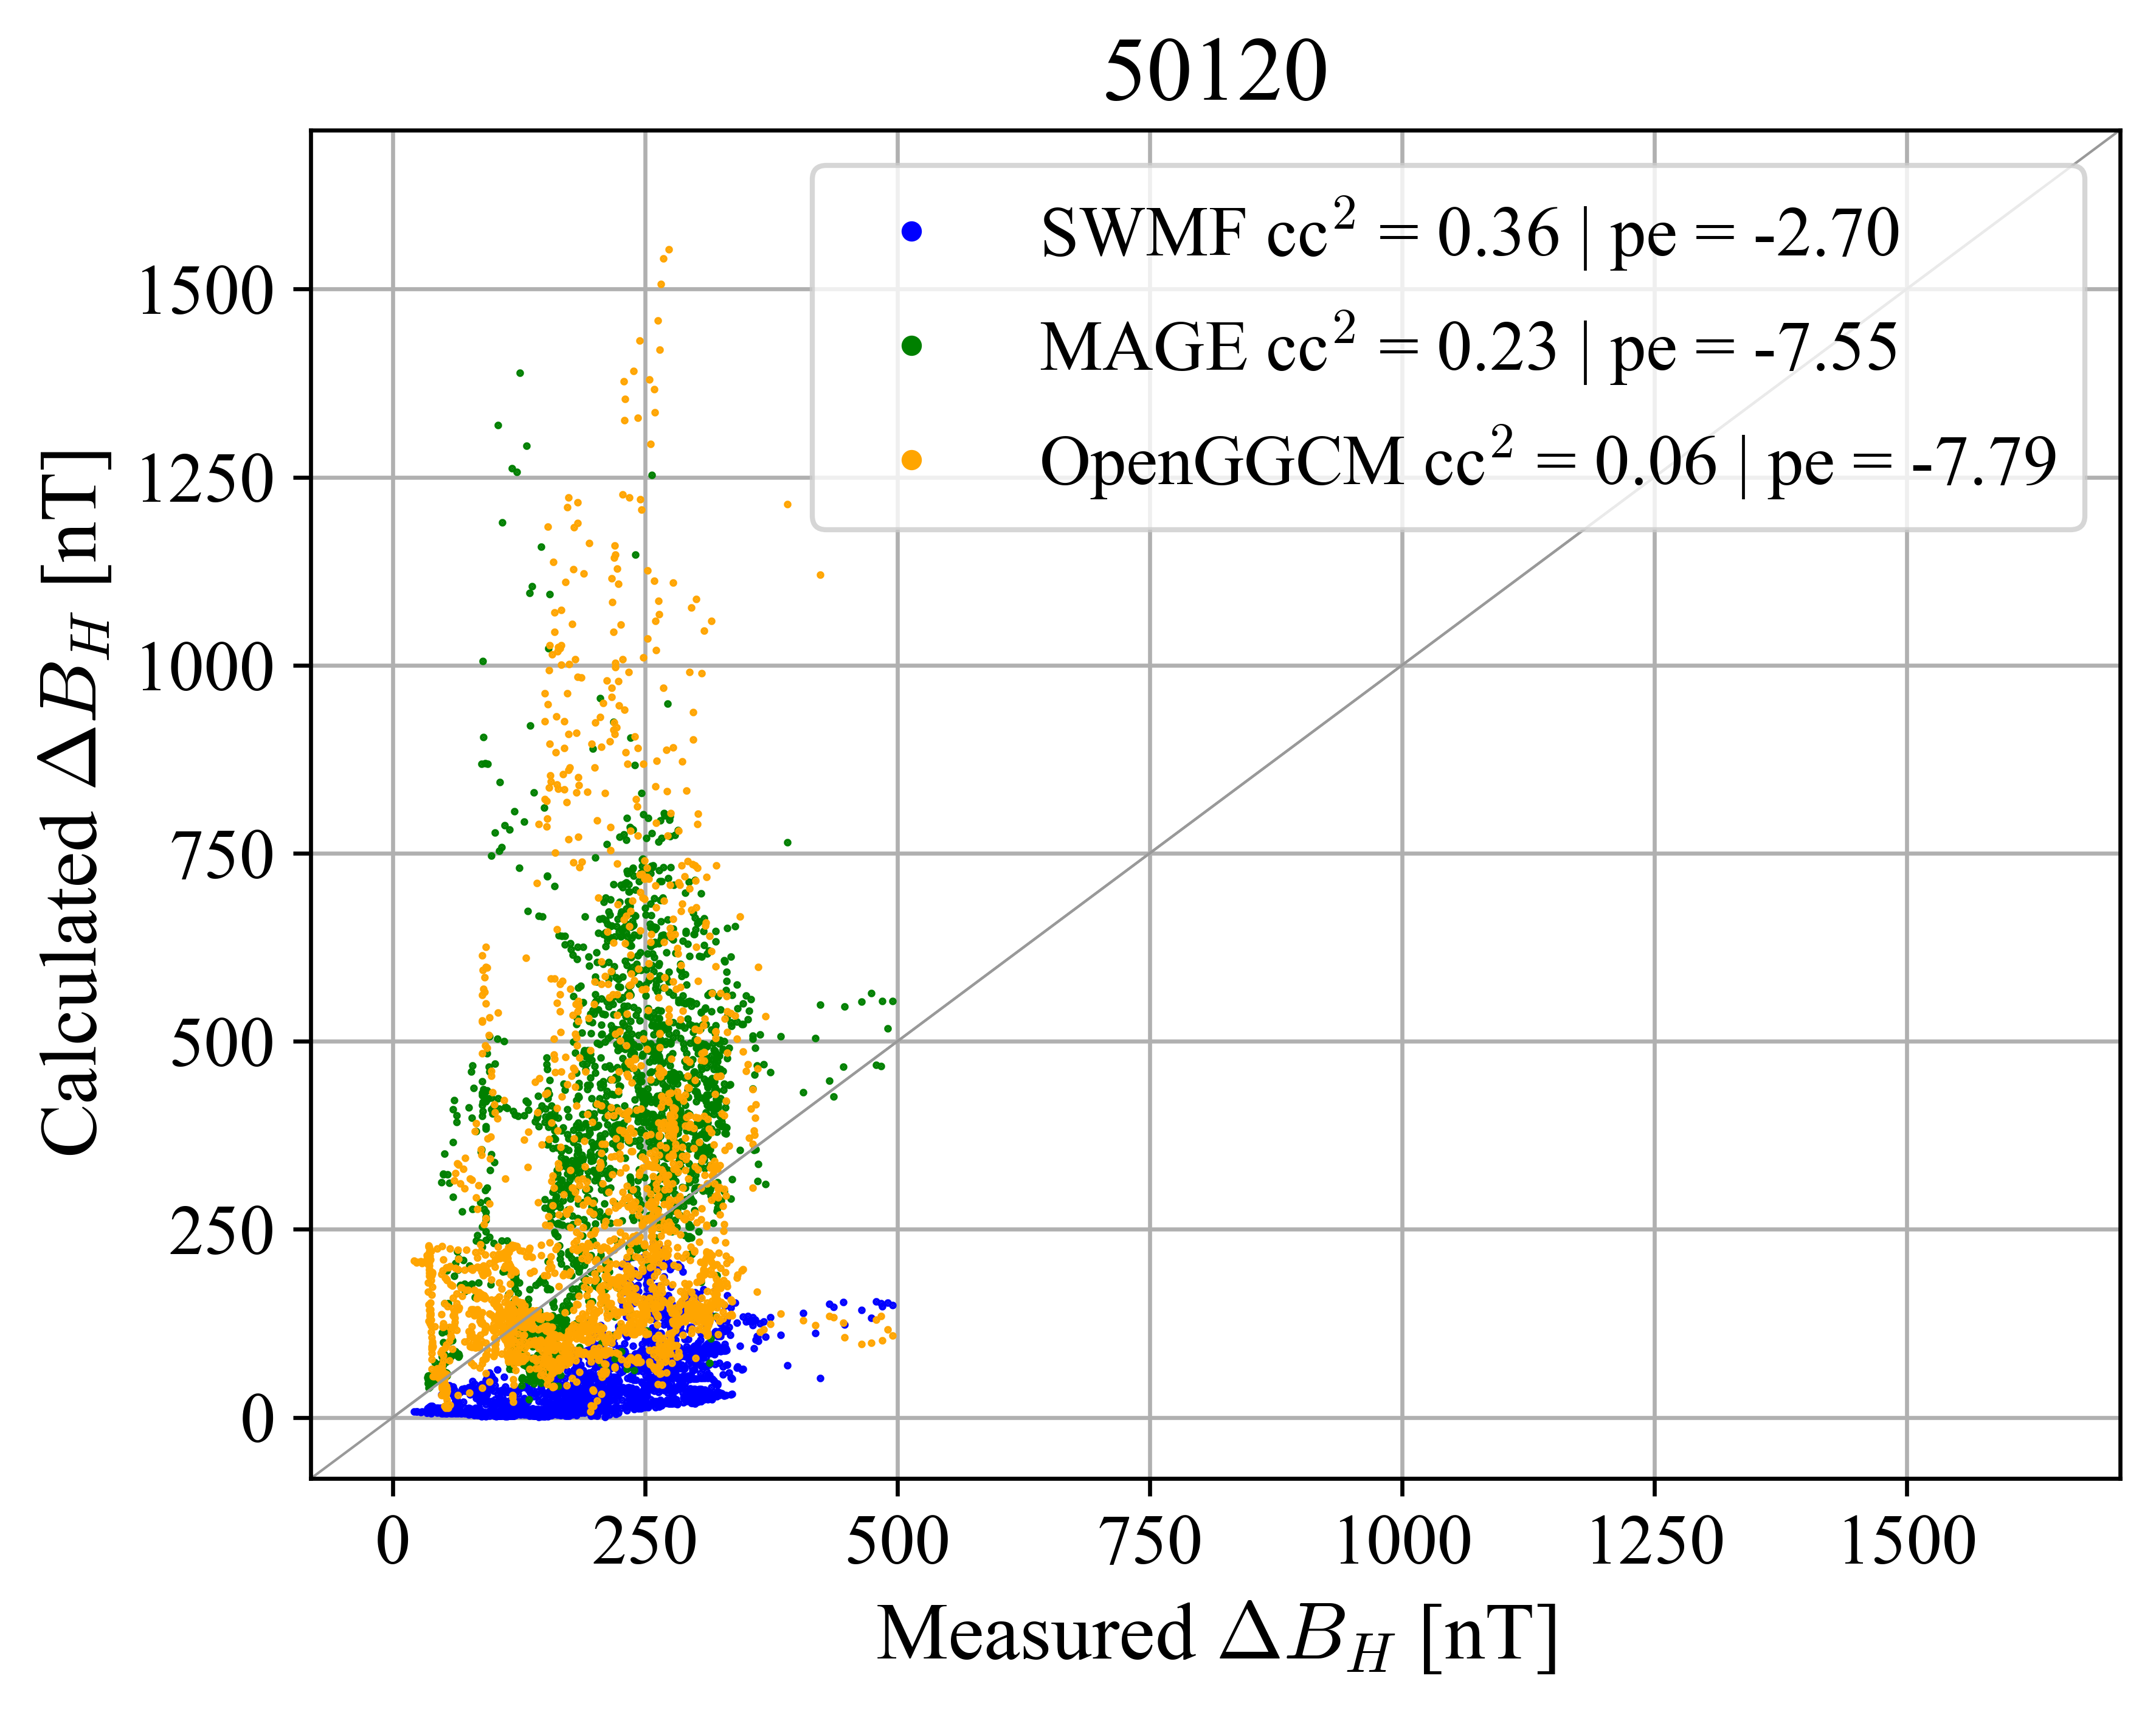 50120
SWMF cc² = 0.36 | pe = -2.70
MAGE cc² = 0.23 | pe = -7.55
OpenGGCM cc² = 0.06 | pe = -7.79
Calculated ΔB_H [nT]
1500
1250
1000
750
500
250
0
0 250 500 750 1000 1250 1500
Measured ΔB_H [nT]